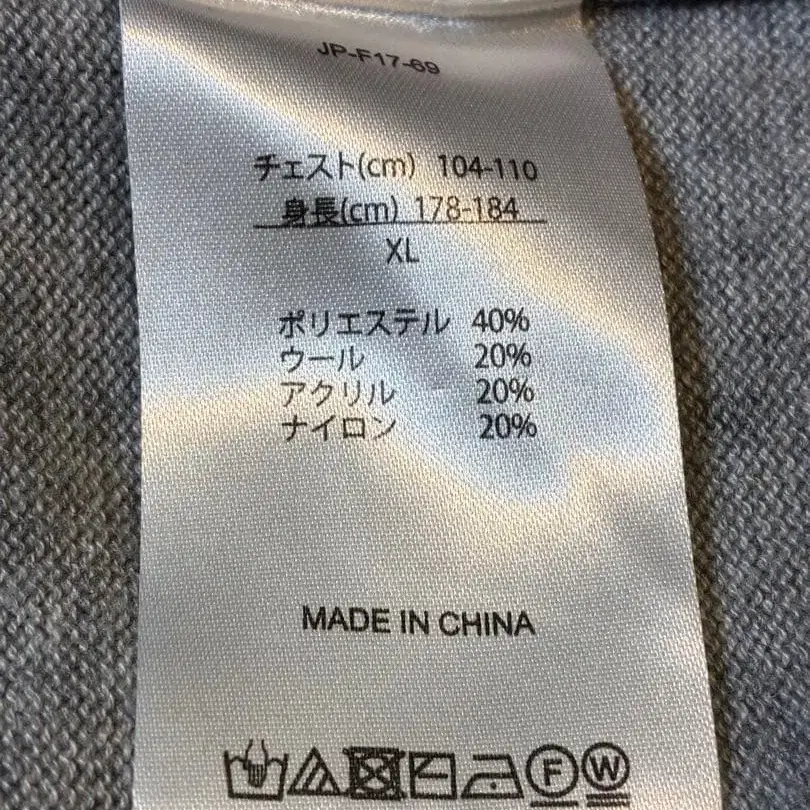 JP-F17-69
チェスト(cm) 104-110
身長(cm) 178-184
XL
ポリエステル 40%
ウール 20%
アクリル 20%
ナイロン 20%
MADE IN CHINA
F W